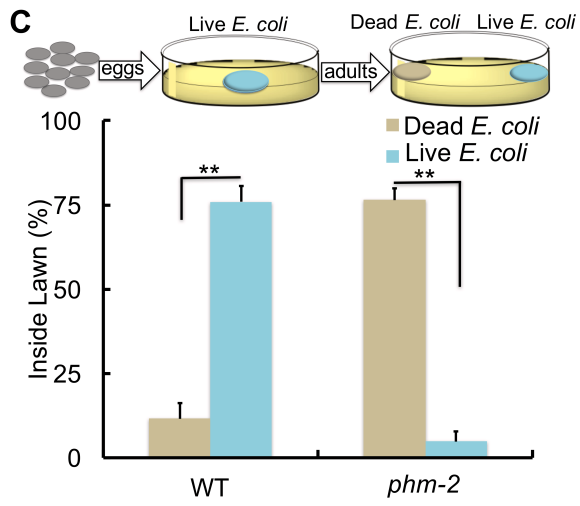 C
Live E. coli
Dead E. coli Live E. coli
eggs
adults
Dead E. coli
Live E. coli
Inside Lawn (%)
100
75
50
25
0
**
**
WT
phm-2